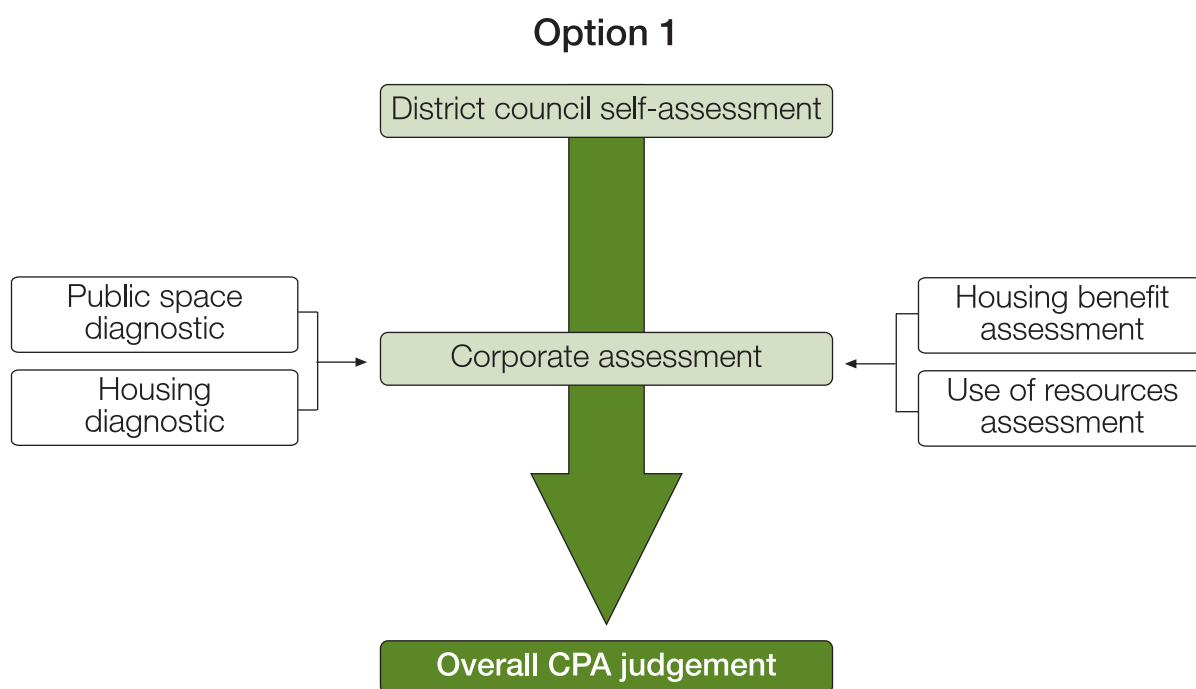 Option 1
District council self-assessment
Public space
diagnostic
Housing
diagnostic
Corporate assessment
Housing benefit
assessment
Use of resources
assessment
Overall CPA judgement